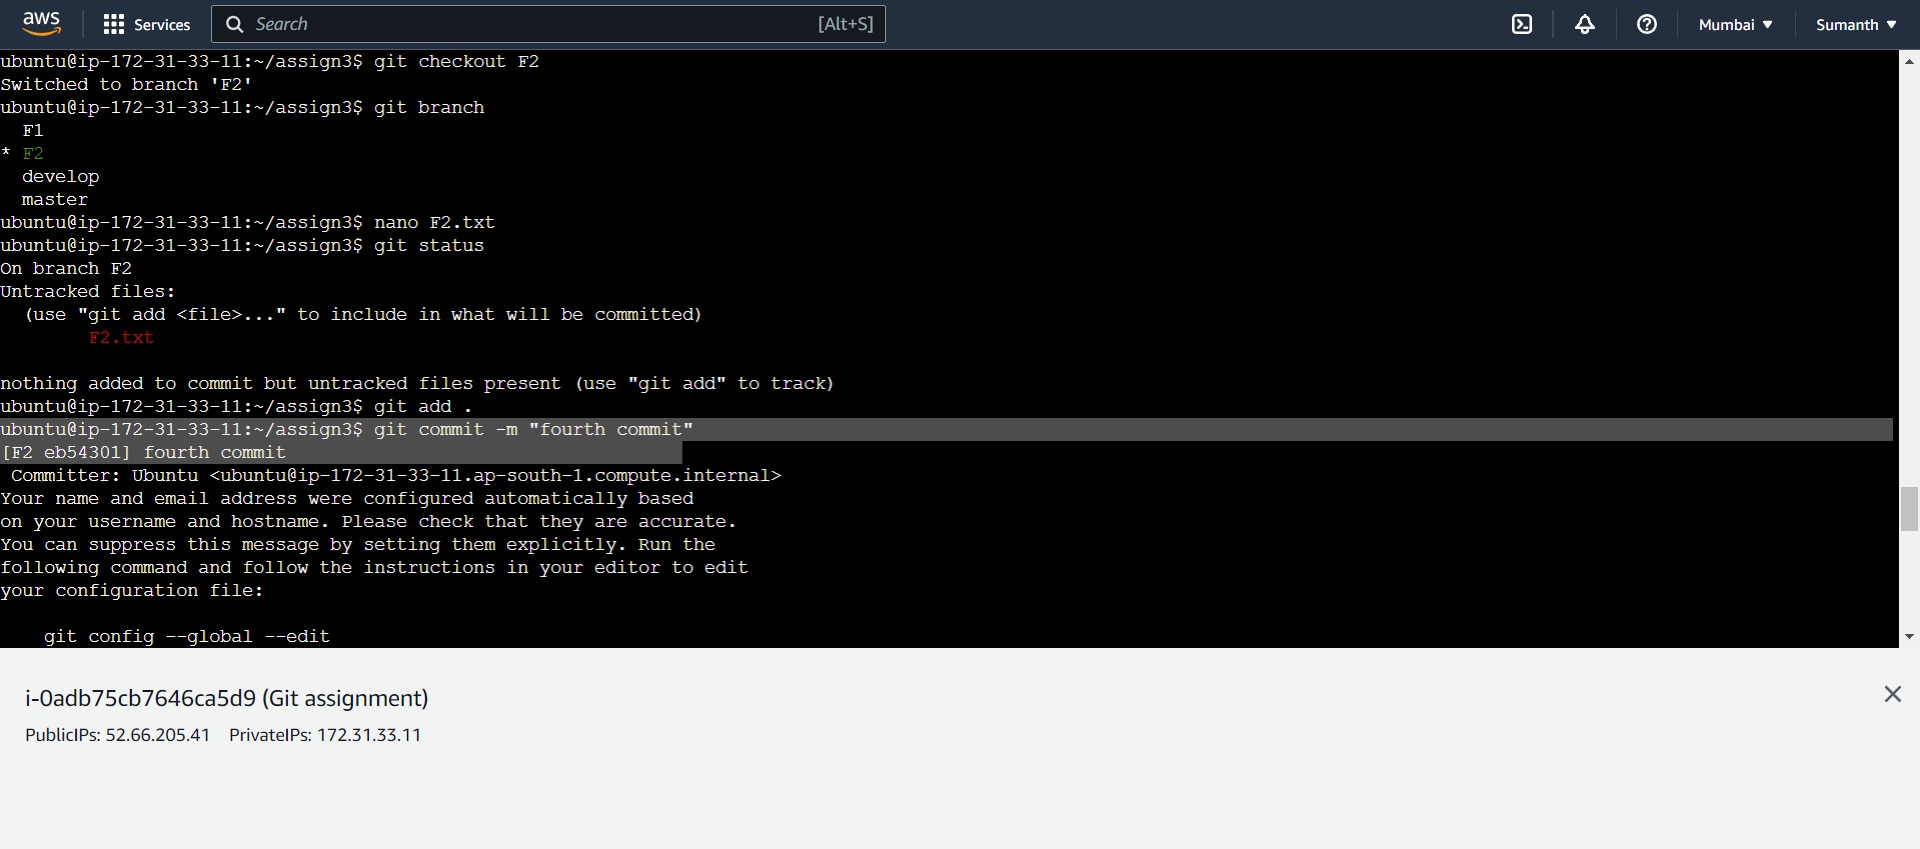 aws Services Search [Alt+S] Mumbai ▼ Sumanth ▼
ubuntu@ip-172-31-33-11:~/assign3$ git checkout F2
Switched to branch 'F2'
ubuntu@ip-172-31-33-11:~/assign3$ git branch
  F1
* F2
  develop
  master
ubuntu@ip-172-31-33-11:~/assign3$ nano F2.txt
ubuntu@ip-172-31-33-11:~/assign3$ git status
On branch F2
Untracked files:
  (use "git add <file>..." to include in what will be committed)
        F2.txt

nothing added to commit but untracked files present (use "git add" to track)
ubuntu@ip-172-31-33-11:~/assign3$ git add .
ubuntu@ip-172-31-33-11:~/assign3$ git commit -m "fourth commit"
[F2 eb54301] fourth commit
 Committer: Ubuntu <ubuntu@ip-172-31-33-11.ap-south-1.compute.internal>
Your name and email address were configured automatically based
on your username and hostname. Please check that they are accurate.
You can suppress this message by setting them explicitly. Run the
following command and follow the instructions in your editor to edit
your configuration file:

    git config --global --edit
i-0adb75cb7646ca5d9 (Git assignment)
PublicIPs: 52.66.205.41 PrivateIPs: 172.31.33.11